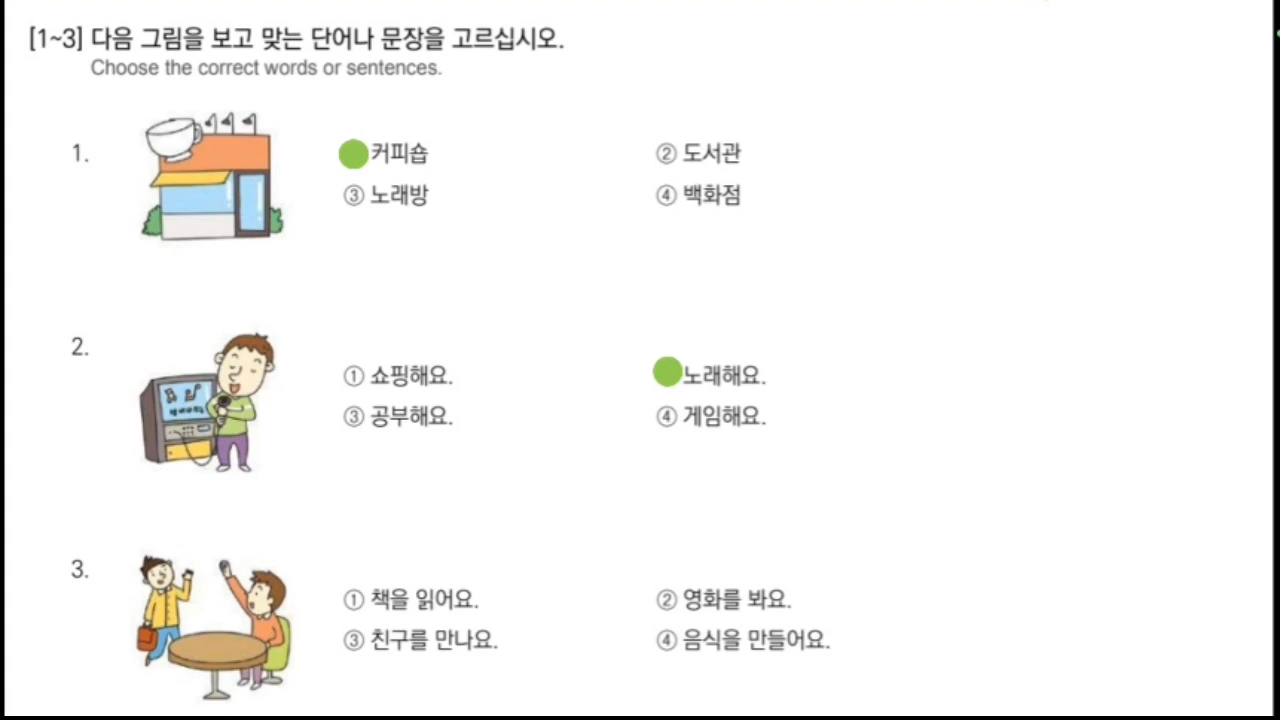 [1~3] 다음 그림을 보고 맞는 단어나 문장을 고르십시오.
Choose the correct words or sentences.
1.
커피숍
② 도서관
③ 노래방
④ 백화점
2.
① 쇼핑해요.
노래해요.
③ 공부해요.
④ 게임해요.
3.
① 책을 읽어요.
② 영화를 봐요.
③ 친구를 만나요.
④ 음식을 만들어요.